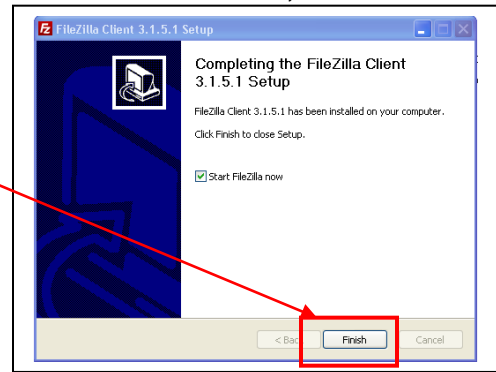 FileZilla Client 3.1.5.1 Setup
Completing the FileZilla Client
3.1.5.1 Setup
FileZilla Client 3.1.5.1 has been installed on your computer.
Click Finish to close Setup.
Start FileZilla now
< Bac Finish Cancel